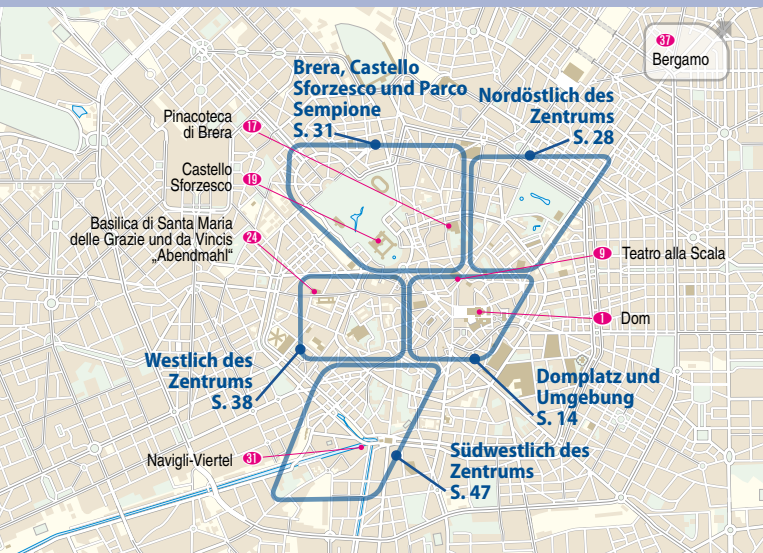 37
Bergamo
Brera, Castello
Sforzesco und Parco
Sempione
S. 31
Nordöstlich des
Zentrums
S. 28
Pinacoteca
di Brera
17
Castello
Sforzesco
19
Basilica di Santa Maria
delle Grazie und da Vincis
„Abendmahl“
24
9
Teatro alla Scala
1
Dom
Westlich des
Zentrums
S. 38
Domplatz und
Umgebung
S. 14
Navigli-Viertel
31
Südwestlich des
Zentrums
S. 47